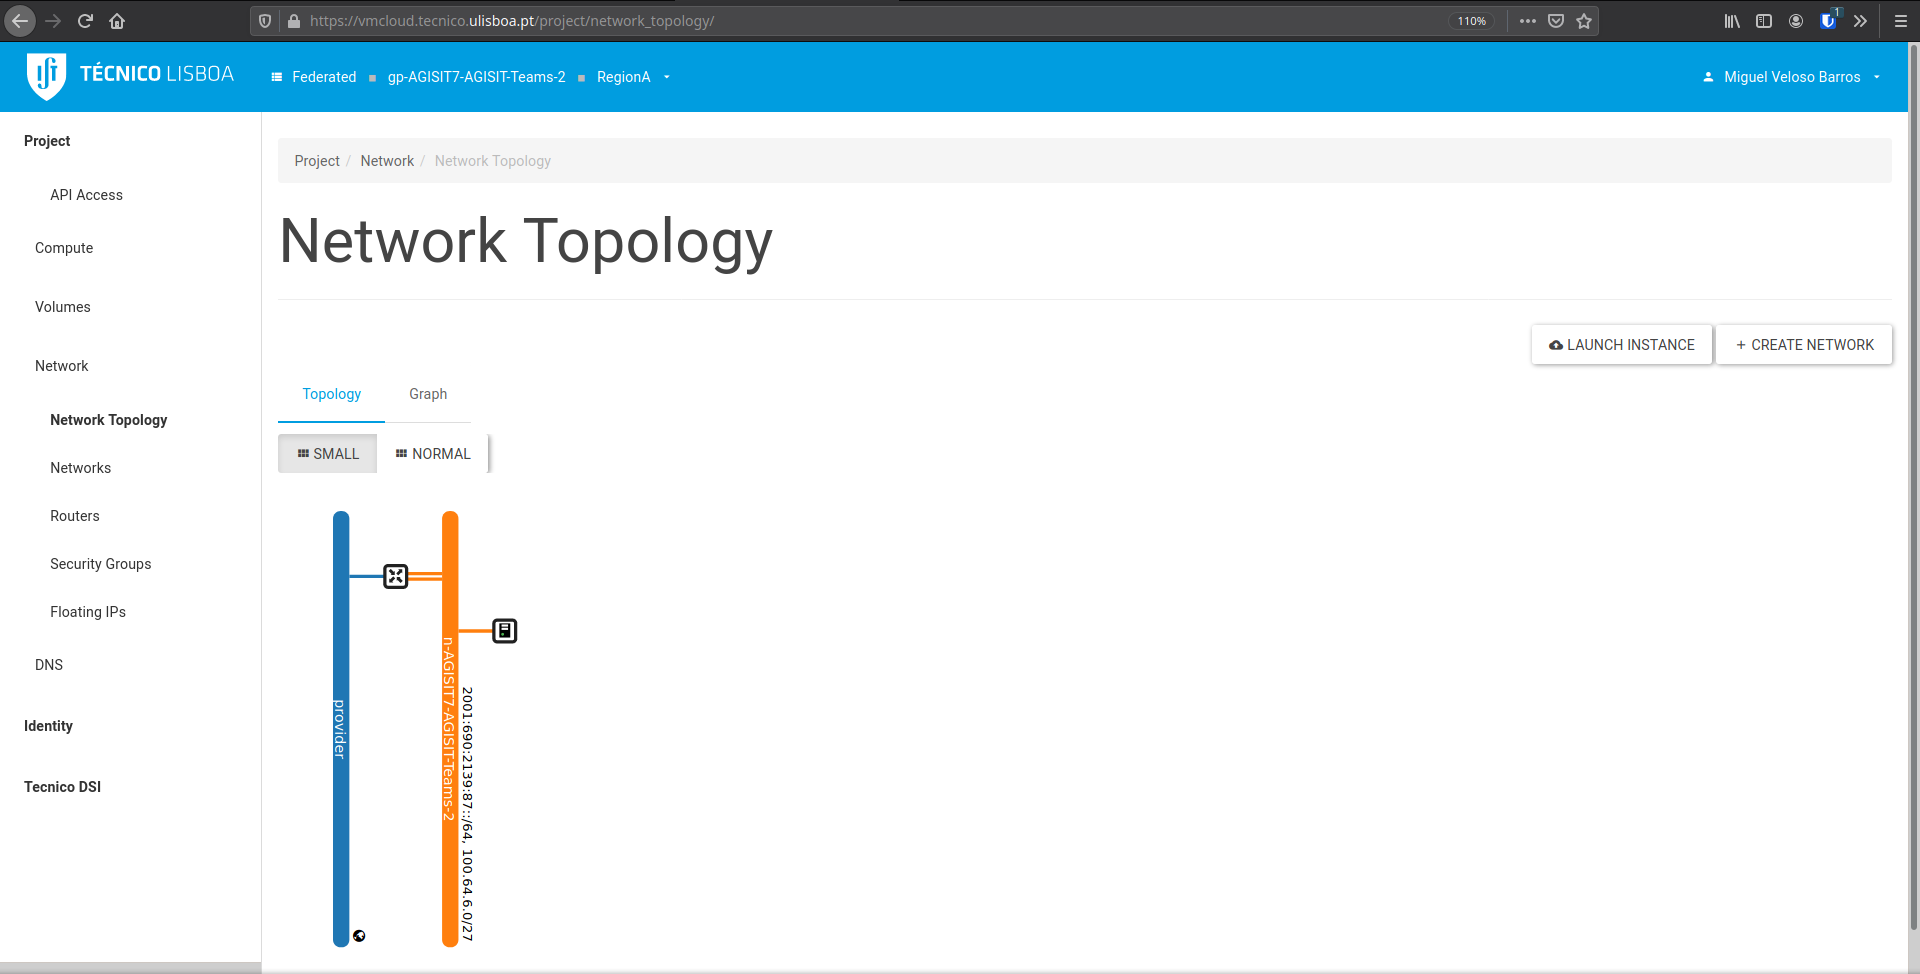 https://vmcloud.tecnico.ulisboa.pt/project/network_topology/
110%
1
TÉCNICO LISBOA
Federated
gp-AGISIT7-AGISIT-Teams-2
RegionA
Miguel Veloso Barros
Project
API Access
Compute
Volumes
Network
Network Topology
Networks
Routers
Security Groups
Floating IPs
DNS
Identity
Tecnico DSI
Project / Network / Network Topology
Network Topology
LAUNCH INSTANCE
+ CREATE NETWORK
Topology
Graph
SMALL
NORMAL
provider
n-AGISIT7-AGISIT-Teams-2
2001:690:2139:87::/64, 100.64.6.0/27